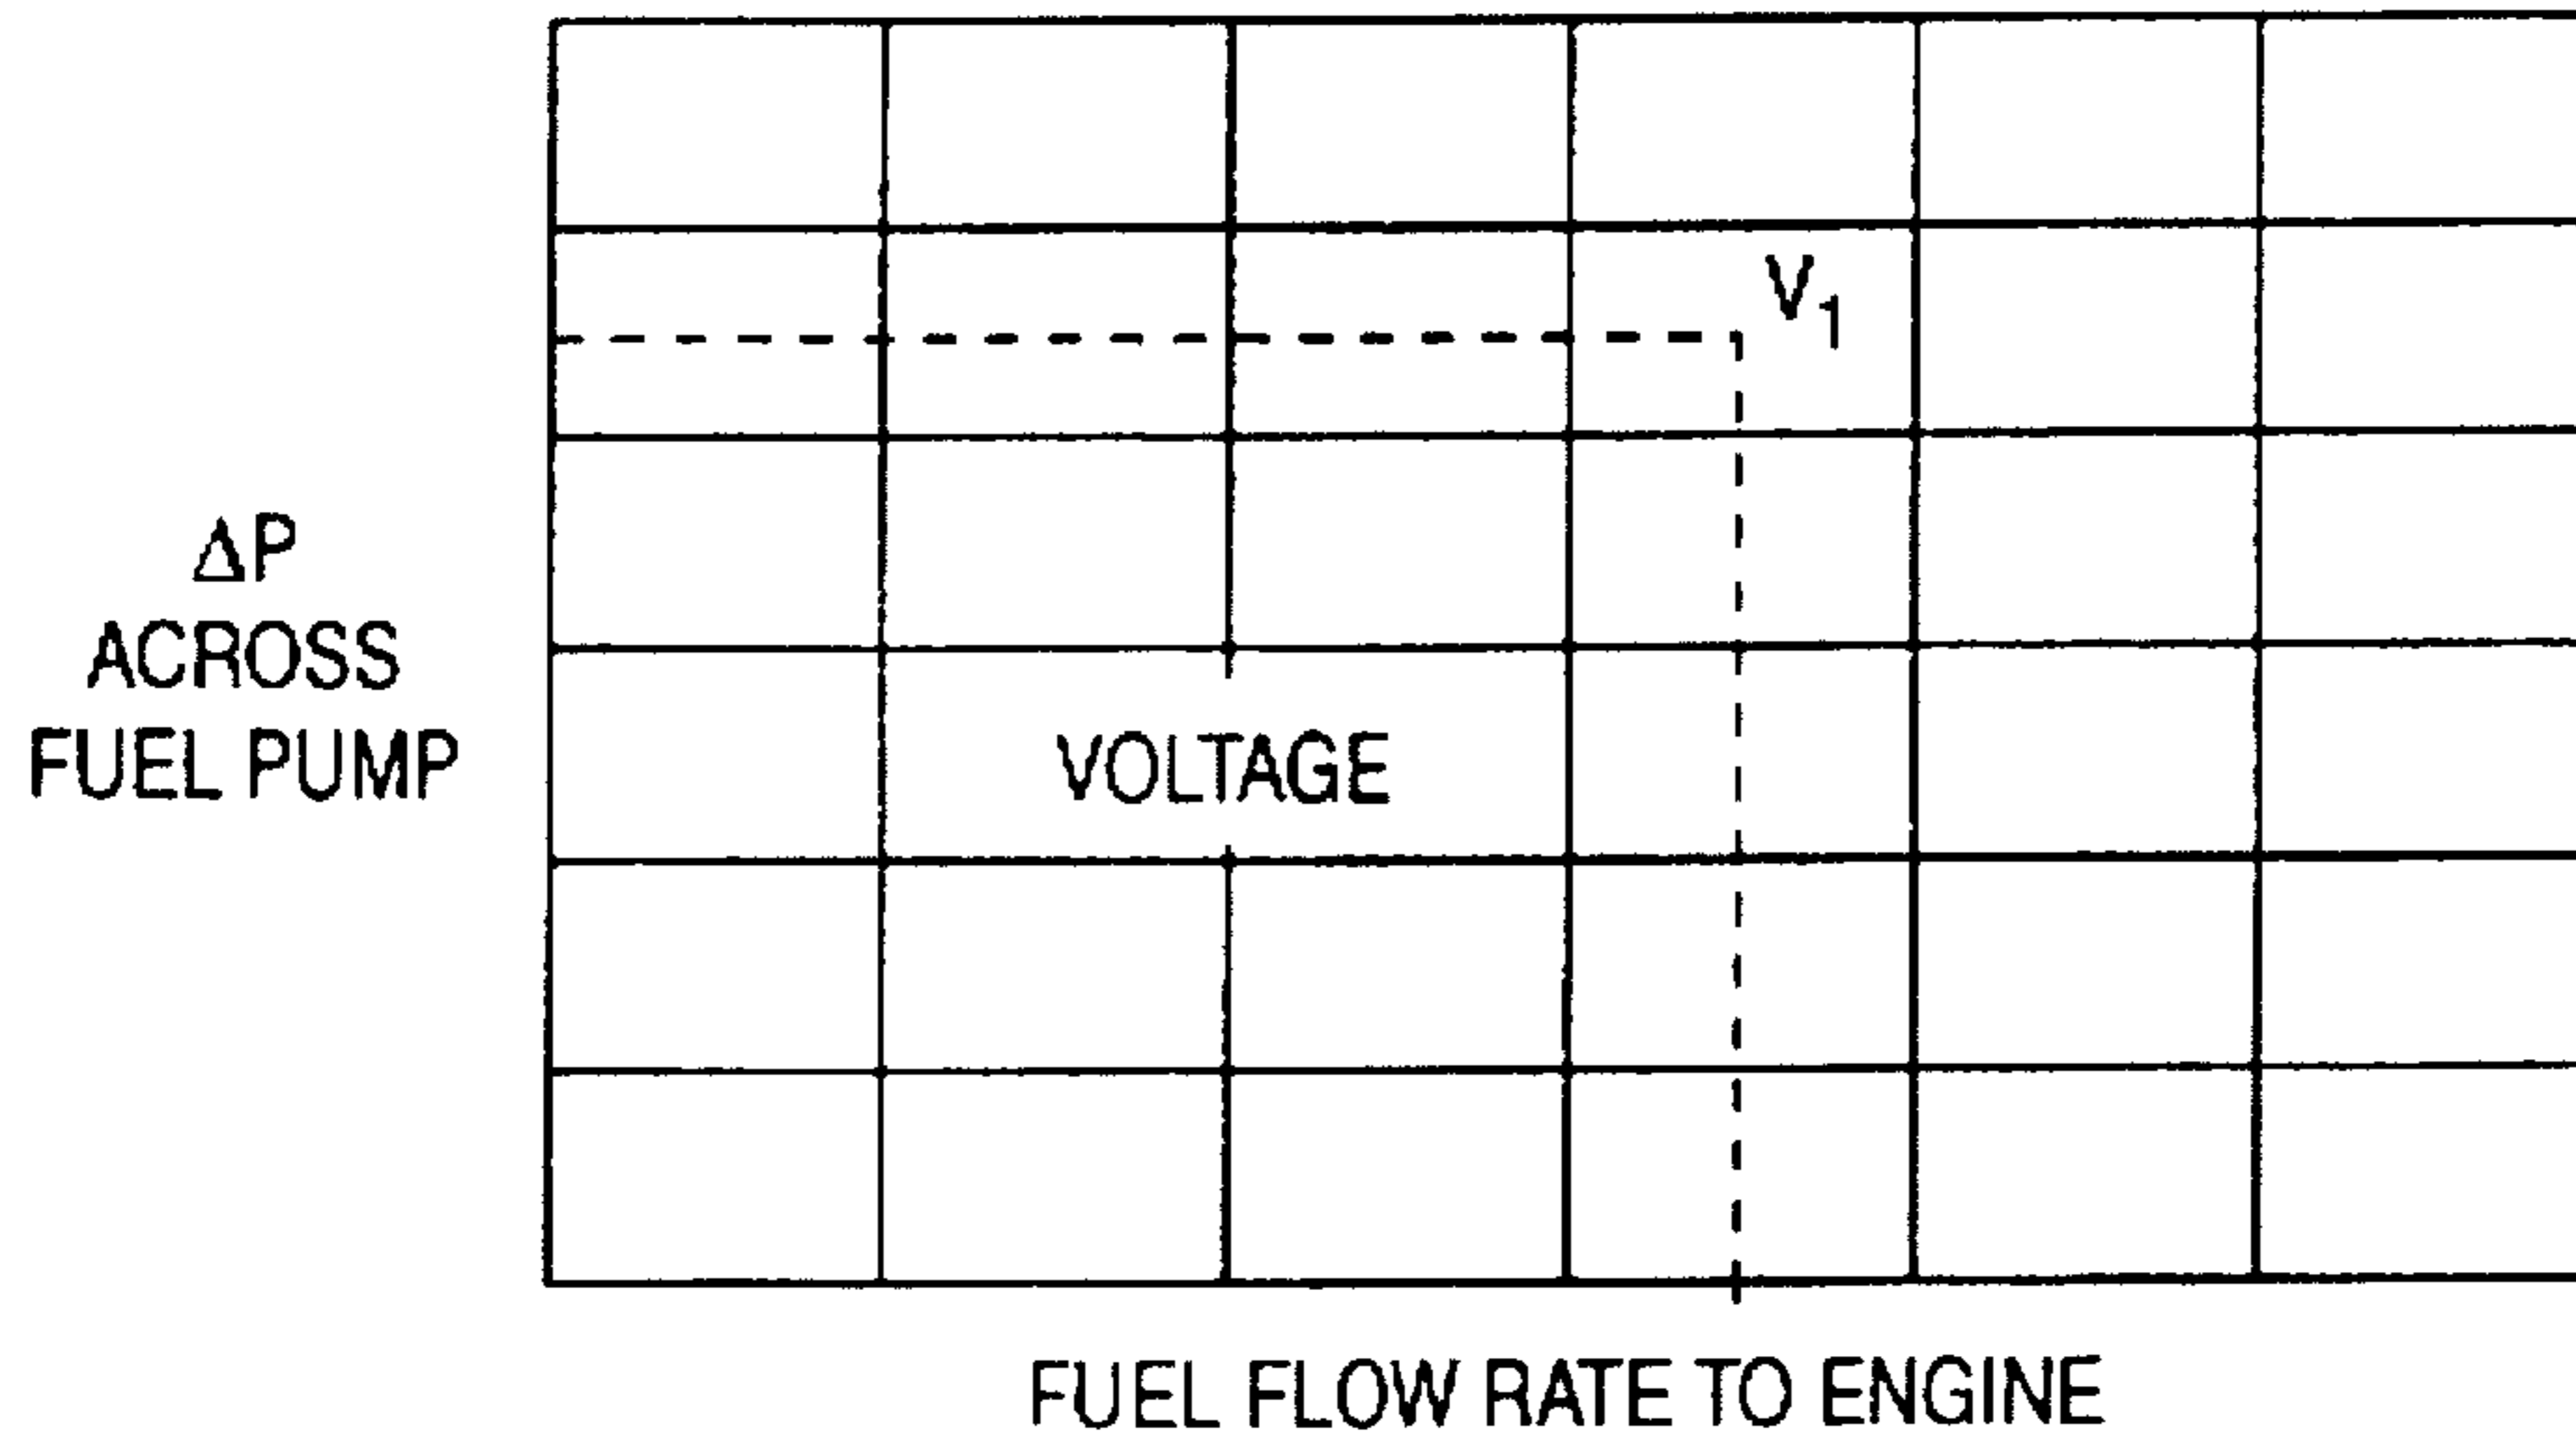 V₁
ΔP
ACROSS
FUEL PUMP
VOLTAGE
FUEL FLOW RATE TO ENGINE